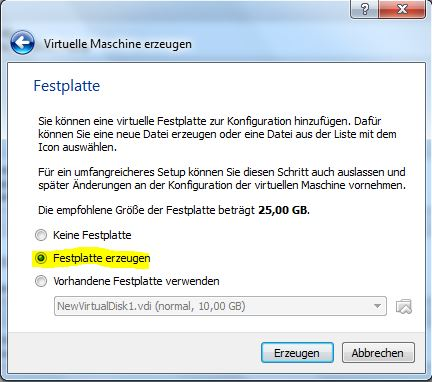 Virtuelle Maschine erzeugen
Festplatte
Sie können eine virtuelle Festplatte zur Konfiguration hinzufügen. Dafür
können Sie eine neue Datei erzeugen oder eine Datei aus der Liste mit dem
Icon auswählen.
Für ein umfangreicheres Setup können Sie diesen Schritt auch auslassen und
später Änderungen an der Konfiguration der virtuellen Maschine vornehmen.
Die empfohlene Größe der Festplatte beträgt 25,00 GB.
Keine Festplatte
Festplatte erzeugen
Vorhandene Festplatte verwenden
NewVirtualDisk1.vdi (normal, 10,00 GB)
Erzeugen
Abbrechen